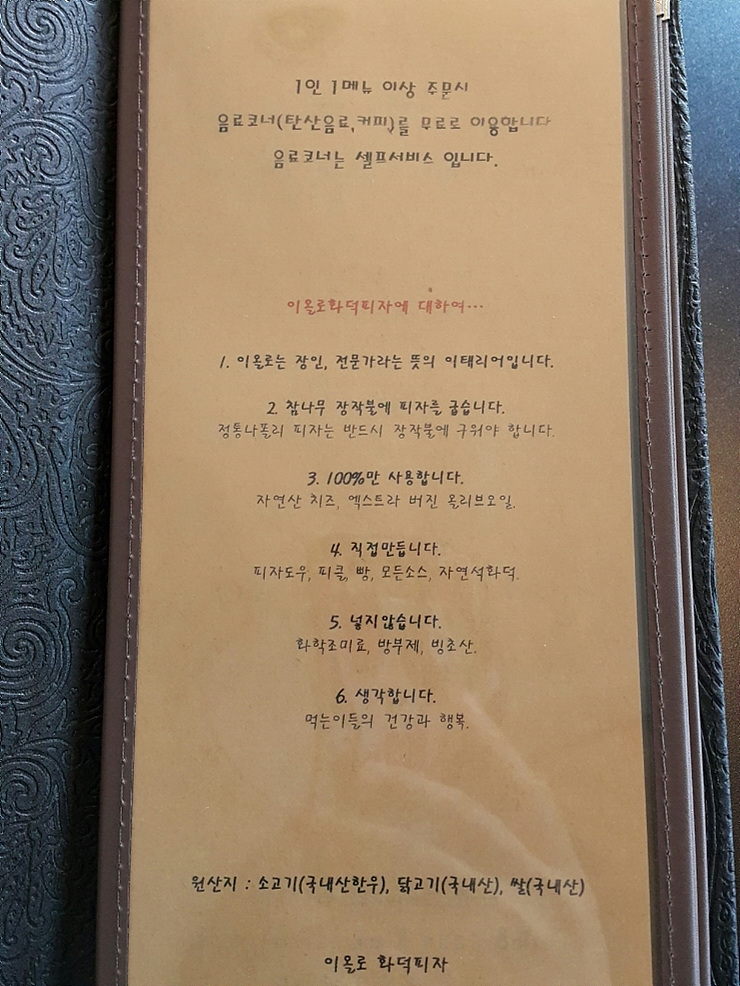 1인 1메뉴 이상 주문시
음료코너(탄산음료,커피)를 무료로 이용합니다
음료코너는 셀프서비스 입니다.
이올로화덕피자에 대하여...
1. 이올로는 장인, 전문가라는 뜻의 이태리어입니다.
2. 참나무 장작불에 피자를 굽습니다.
정통나폴리 피자는 반드시 장작불에 구워야 합니다.
3. 100%만 사용합니다.
자연산 치즈, 엑스트라 버진 올리브오일.
4. 직접만듭니다.
피자도우, 피클, 빵, 모든소스, 자연석화덕.
5. 넣지않습니다.
화학조미료, 방부제, 빙초산.
6. 생각합니다.
먹는이들의 건강과 행복.
원산지 : 소고기(국내산한우), 닭고기(국내산), 쌀(국내산)
이올로 화덕피자